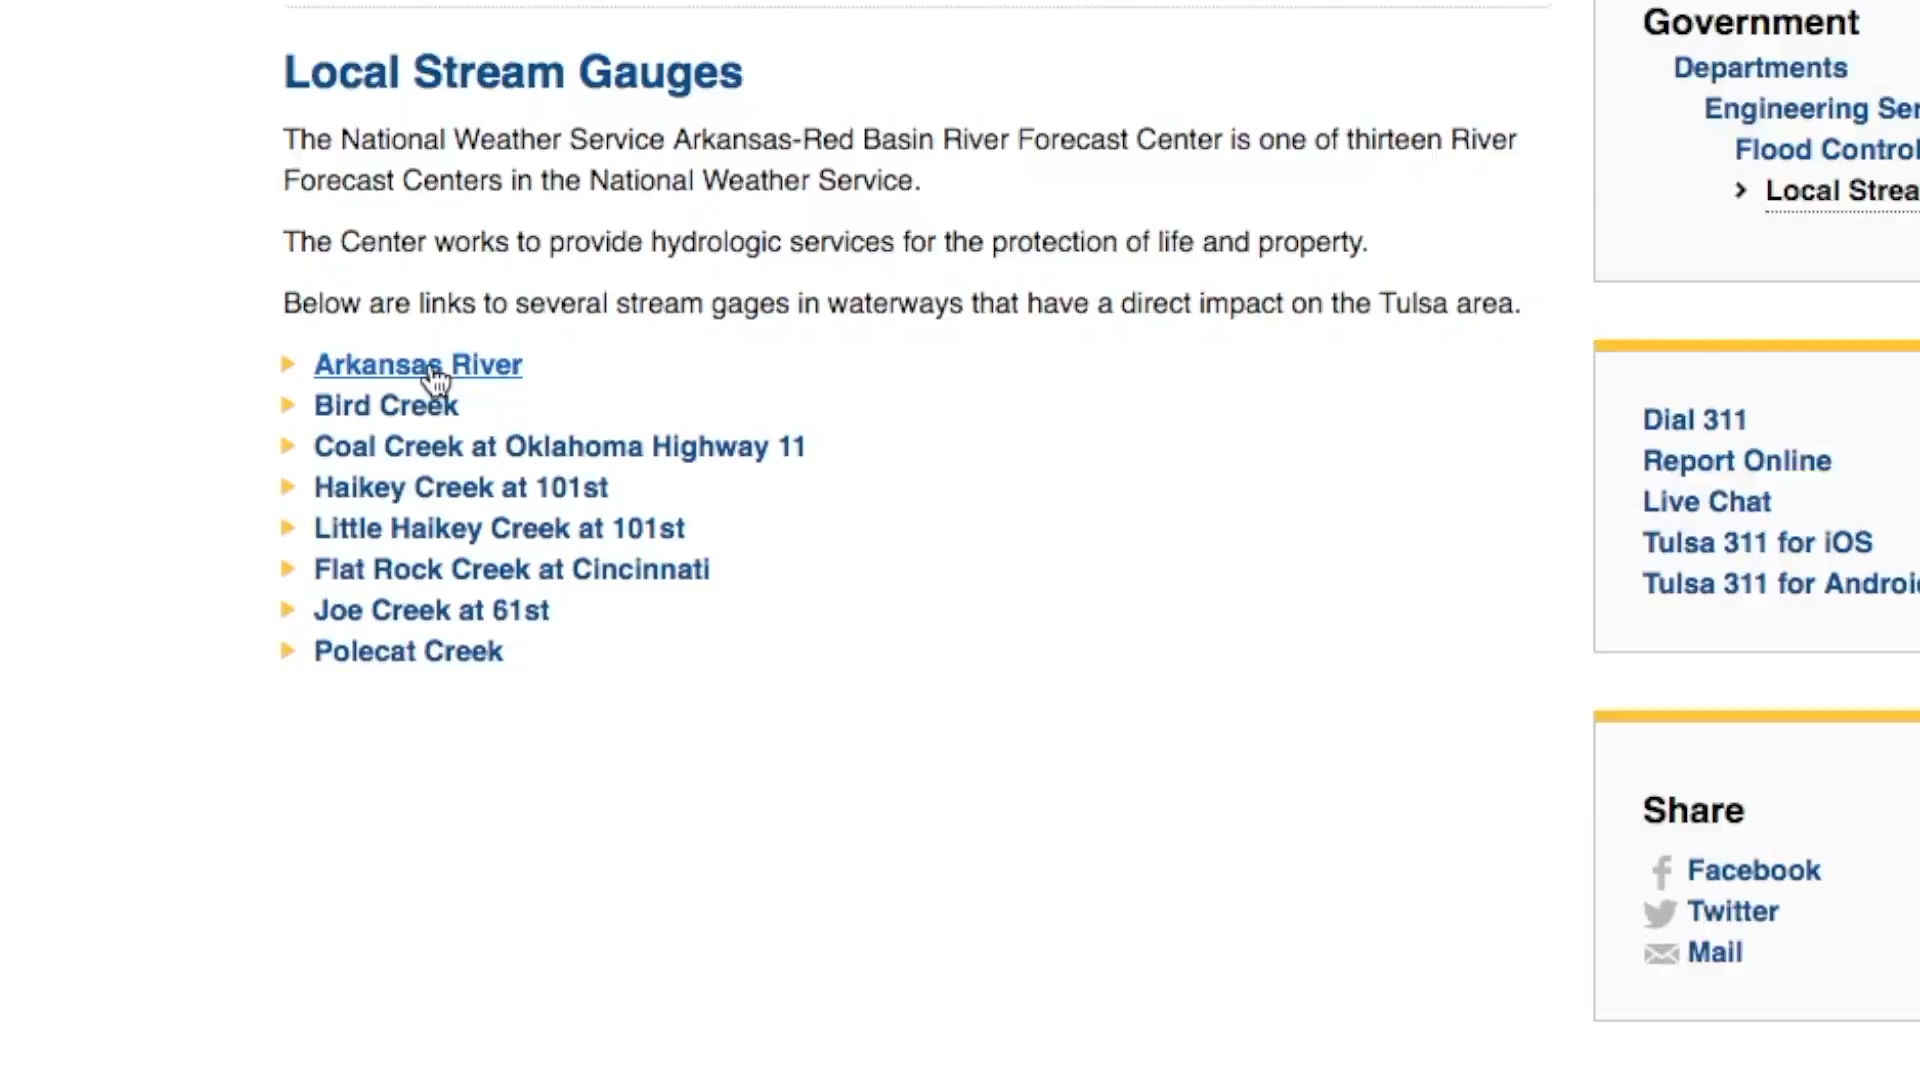 Local Stream Gauges
The National Weather Service Arkansas-Red Basin River Forecast Center is one of thirteen River
Forecast Centers in the National Weather Service.
The Center works to provide hydrologic services for the protection of life and property.
Below are links to several stream gages in waterways that have a direct impact on the Tulsa area.
Arkansas River
Bird Creek
Coal Creek at Oklahoma Highway 11
Haikey Creek at 101st
Little Haikey Creek at 101st
Flat Rock Creek at Cincinnati
Joe Creek at 61st
Polecat Creek
Government
Departments
Engineering Ser
Flood Control
Local Strea
Dial 311
Report Online
Live Chat
Tulsa 311 for iOS
Tulsa 311 for Androi
Share
Facebook
Twitter
Mail